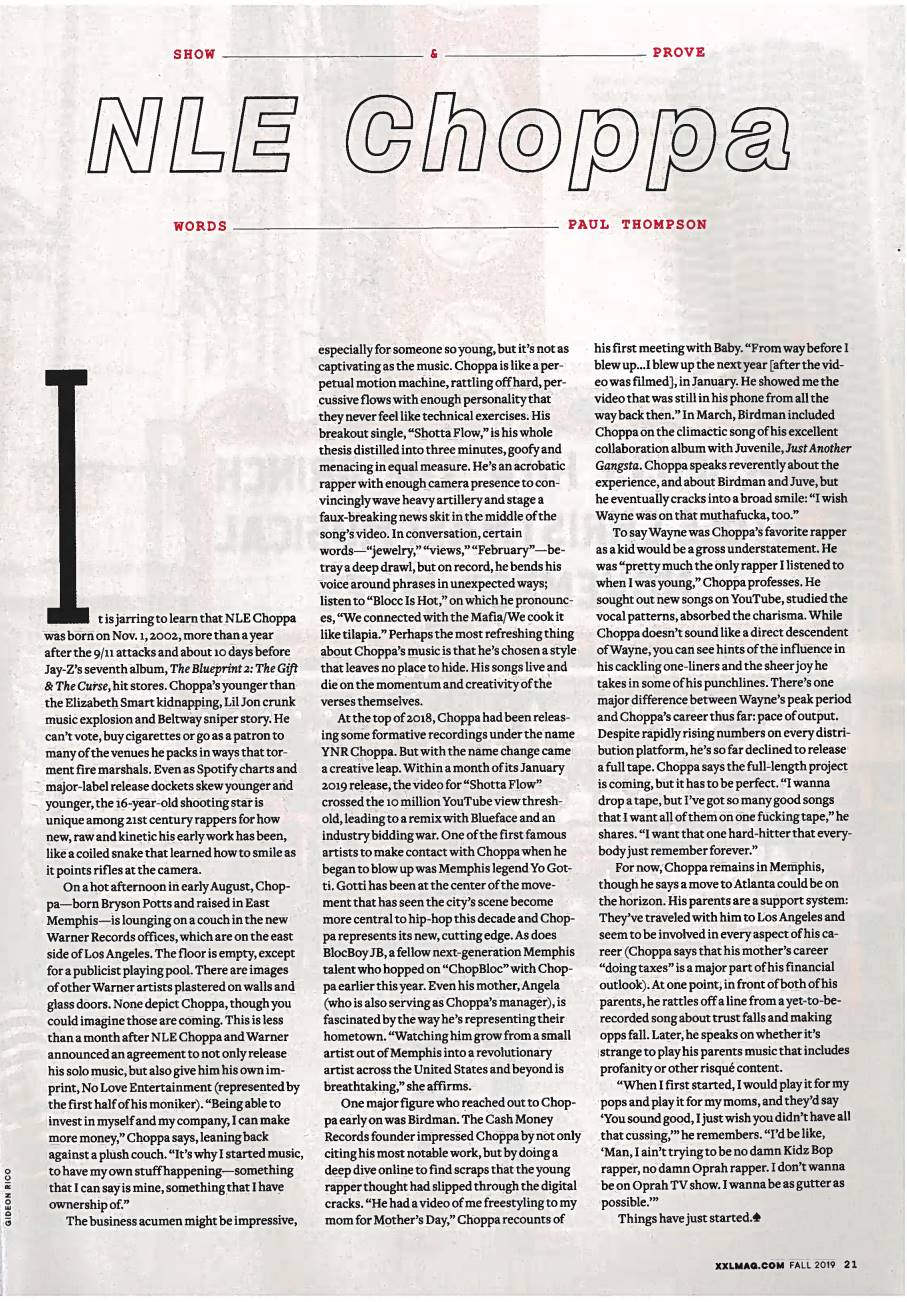 SHOW & PROVE
NLE Choppa
WORDS PAUL THOMPSON
It is jarring to learn that NLE Choppa
was born on Nov. 1, 2002, more than a year
after the 9/11 attacks and about 10 days before
Jay-Z's seventh album, The Blueprint 2: The Gift
& The Curse, hit stores. Choppa's younger than
the Elizabeth Smart kidnapping, Lil Jon crunk
music explosion and Beltway sniper story. He
can't vote, buy cigarettes or go as a patron to
many of the venues he packs in ways that tor-
ment fire marshals. Even as Spotify charts and
major-label release dockets skew younger and
younger, the 16-year-old shooting star is
unique among 21st century rappers for how
new, raw and kinetic his early work has been,
like a coiled snake that learned how to smile as
it points rifles at the camera.
On a hot afternoon in early August, Chop-
pa—born Bryson Potts and raised in East
Memphis—is lounging on a couch in the new
Warner Records offices, which are on the east
side of Los Angeles. The floor is empty, except
for a publicist playing pool. There are images
of other Warner artists plastered on walls and
glass doors. None depict Choppa, though you
could imagine those are coming. This is less
than a month after NLE Choppa and Warner
announced an agreement to not only release
his solo music, but also give him his own im-
print, No Love Entertainment (represented by
the first half of his moniker). "Being able to
invest in myself and my company, I can make
more money," Choppa says, leaning back
against a plush couch. "It's why I started music,
to have my own stuff happening—something
that I can say is mine, something that I have
ownership of."
The business acumen might be impressive,
especially for someone so young, but it's not as
captivating as the music. Choppa is like a per-
petual motion machine, rattling off hard, per-
cussive flows with enough personality that
they never feel like technical exercises. His
breakout single, "Shotta Flow," is his whole
thesis distilled into three minutes, goofy and
menacing in equal measure. He's an acrobatic
rapper with enough camera presence to con-
vincingly wave heavy artillery and stage a
faux-breaking news skit in the middle of the
song's video. In conversation, certain
words—"jewelry," "views," "February"—be-
tray a deep drawl, but on record, he bends his
voice around phrases in unexpected ways;
listen to "Blocc Is Hot," on which he pronounc-
es, "We connected with the Mafia/We cook it
like tilapia." Perhaps the most refreshing thing
about Choppa's music is that he's chosen a style
that leaves no place to hide. His songs live and
die on the momentum and creativity of the
verses themselves.
At the top of 2018, Choppa had been releas-
ing some formative recordings under the name
YNR Choppa. But with the name change came
a creative leap. Within a month of its January
2019 release, the video for "Shotta Flow"
crossed the 10 million YouTube view thresh-
old, leading to a remix with Blueface and an
industry bidding war. One of the first famous
artists to make contact with Choppa when he
began to blow up was Memphis legend Yo Got-
ti. Gotti has been at the center of the move-
ment that has seen the city's scene become
more central to hip-hop this decade and Chop-
pa represents its new, cutting edge. As does
BlocBoy JB, a fellow next-generation Memphis
talent who hopped on "ChopBloc" with Chop-
pa earlier this year. Even his mother, Angela
(who is also serving as Choppa's manager), is
fascinated by the way he's representing their
hometown. "Watching him grow from a small
artist out of Memphis into a revolutionary
artist across the United States and beyond is
breathtaking," she affirms.
One major figure who reached out to Chop-
pa early on was Birdman. The Cash Money
Records founder impressed Choppa by not only
citing his most notable work, but by doing a
deep dive online to find scraps that the young
rapper thought had slipped through the digital
cracks. "He had a video of me freestyling to my
mom for Mother's Day," Choppa recounts of
his first meeting with Baby. "From way before I
blew up...I blew up the next year [after the vid-
eo was filmed], in January. He showed me the
video that was still in his phone from all the
way back then." In March, Birdman included
Choppa on the climactic song of his excellent
collaboration album with Juvenile, Just Another
Gangsta. Choppa speaks reverently about the
experience, and about Birdman and Juve, but
he eventually cracks into a broad smile: "I wish
Wayne was on that muthafucka, too."
To say Wayne was Choppa's favorite rapper
as a kid would be a gross understatement. He
was "pretty much the only rapper I listened to
when I was young," Choppa professes. He
sought out new songs on YouTube, studied the
vocal patterns, absorbed the charisma. While
Choppa doesn't sound like a direct descendent
of Wayne, you can see hints of the influence in
his cackling one-liners and the sheer joy he
takes in some of his punchlines. There's one
major difference between Wayne's peak period
and Choppa's career thus far: pace of output.
Despite rapidly rising numbers on every distri-
bution platform, he's so far declined to release
a full tape. Choppa says the full-length project
is coming, but it has to be perfect. "I wanna
drop a tape, but I've got so many good songs
that I want all of them on one fucking tape," he
shares. "I want that one hard-hitter that every-
body just remember forever."
For now, Choppa remains in Memphis,
though he says a move to Atlanta could be on
the horizon. His parents are a support system:
They've traveled with him to Los Angeles and
seem to be involved in every aspect of his ca-
reer (Choppa says that his mother's career
"doing taxes" is a major part of his financial
outlook). At one point, in front of both of his
parents, he rattles off a line from a yet-to-be-
recorded song about trust falls and making
opps fall. Later, he speaks on whether it's
strange to play his parents music that includes
profanity or other risqué content.
"When I first started, I would play it for my
pops and play it for my moms, and they'd say
'You sound good, I just wish you didn't have all
that cussing,'" he remembers. "I'd be like,
'Man, I ain't trying to be no damn Kidz Bop
rapper, no damn Oprah rapper. I don't wanna
be on Oprah TV show. I wanna be as gutter as
possible.'"
Things have just started.♠
GIDEON RICO
XXLMAG.COM FALL 2019 21